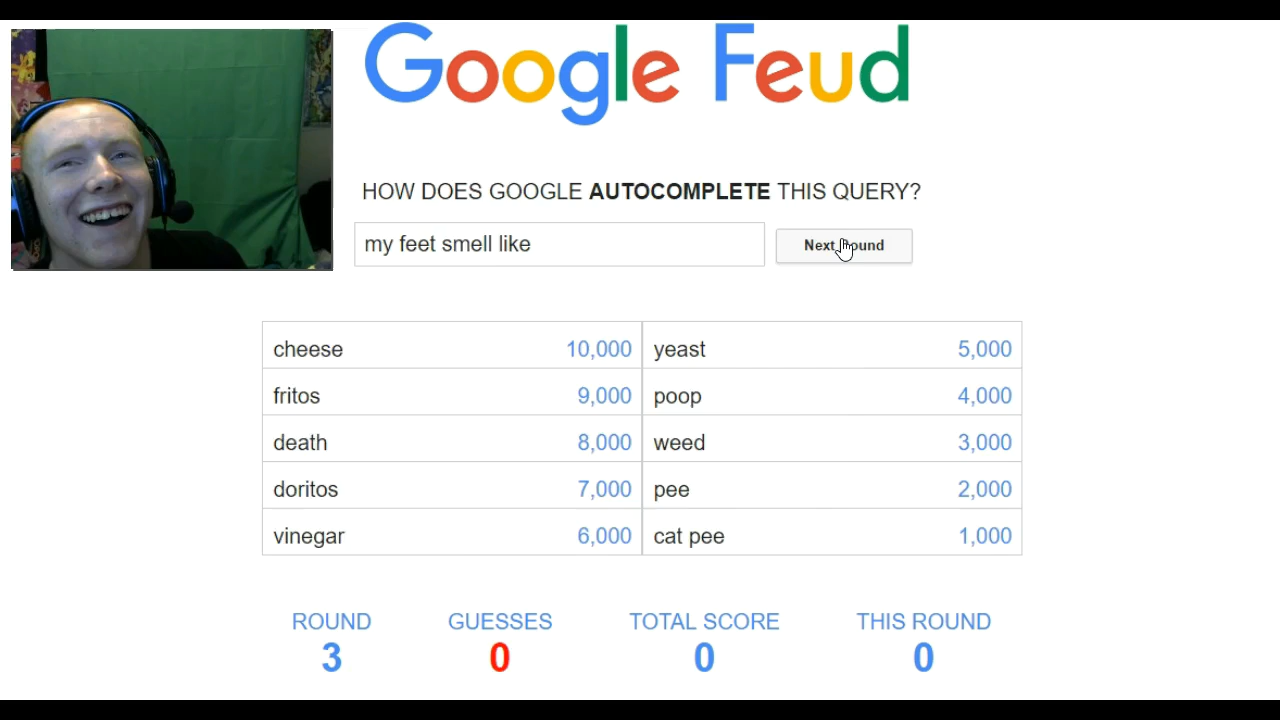 Google Feud
HOW DOES GOOGLE AUTOCOMPLETE THIS QUERY?
my feet smell like
Next Round
cheese 10,000 yeast 5,000
fritos 9,000 poop 4,000
death 8,000 weed 3,000
doritos 7,000 pee 2,000
vinegar 6,000 cat pee 1,000
ROUND GUESSES TOTAL SCORE THIS ROUND
3 0 0 0